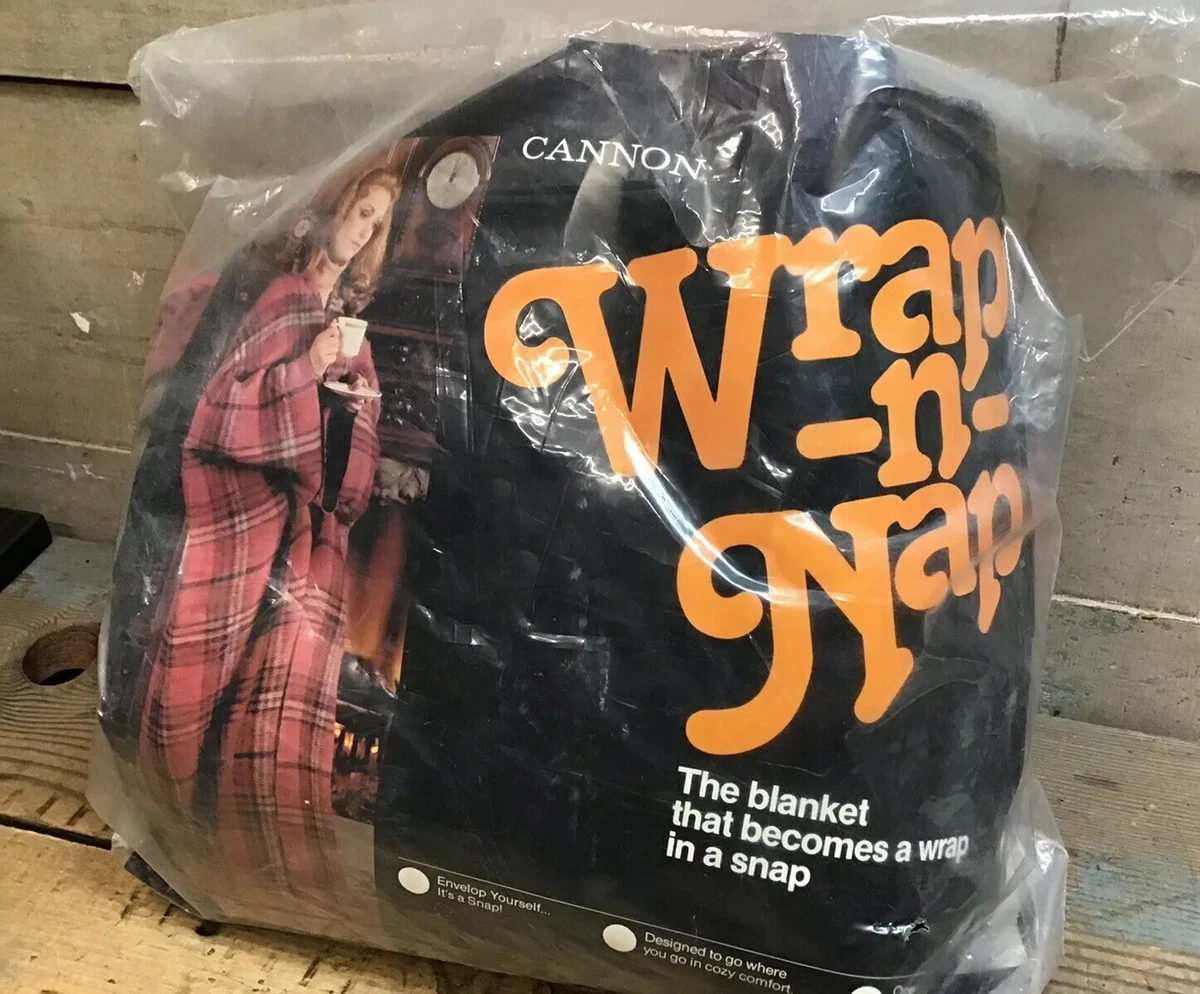 CANNON
Wrap
-n-
Nap
The blanket
that becomes a wrap
in a snap
Envelop Yourself...
It's a Snap!
Designed to go where
you go in cozy comfort.